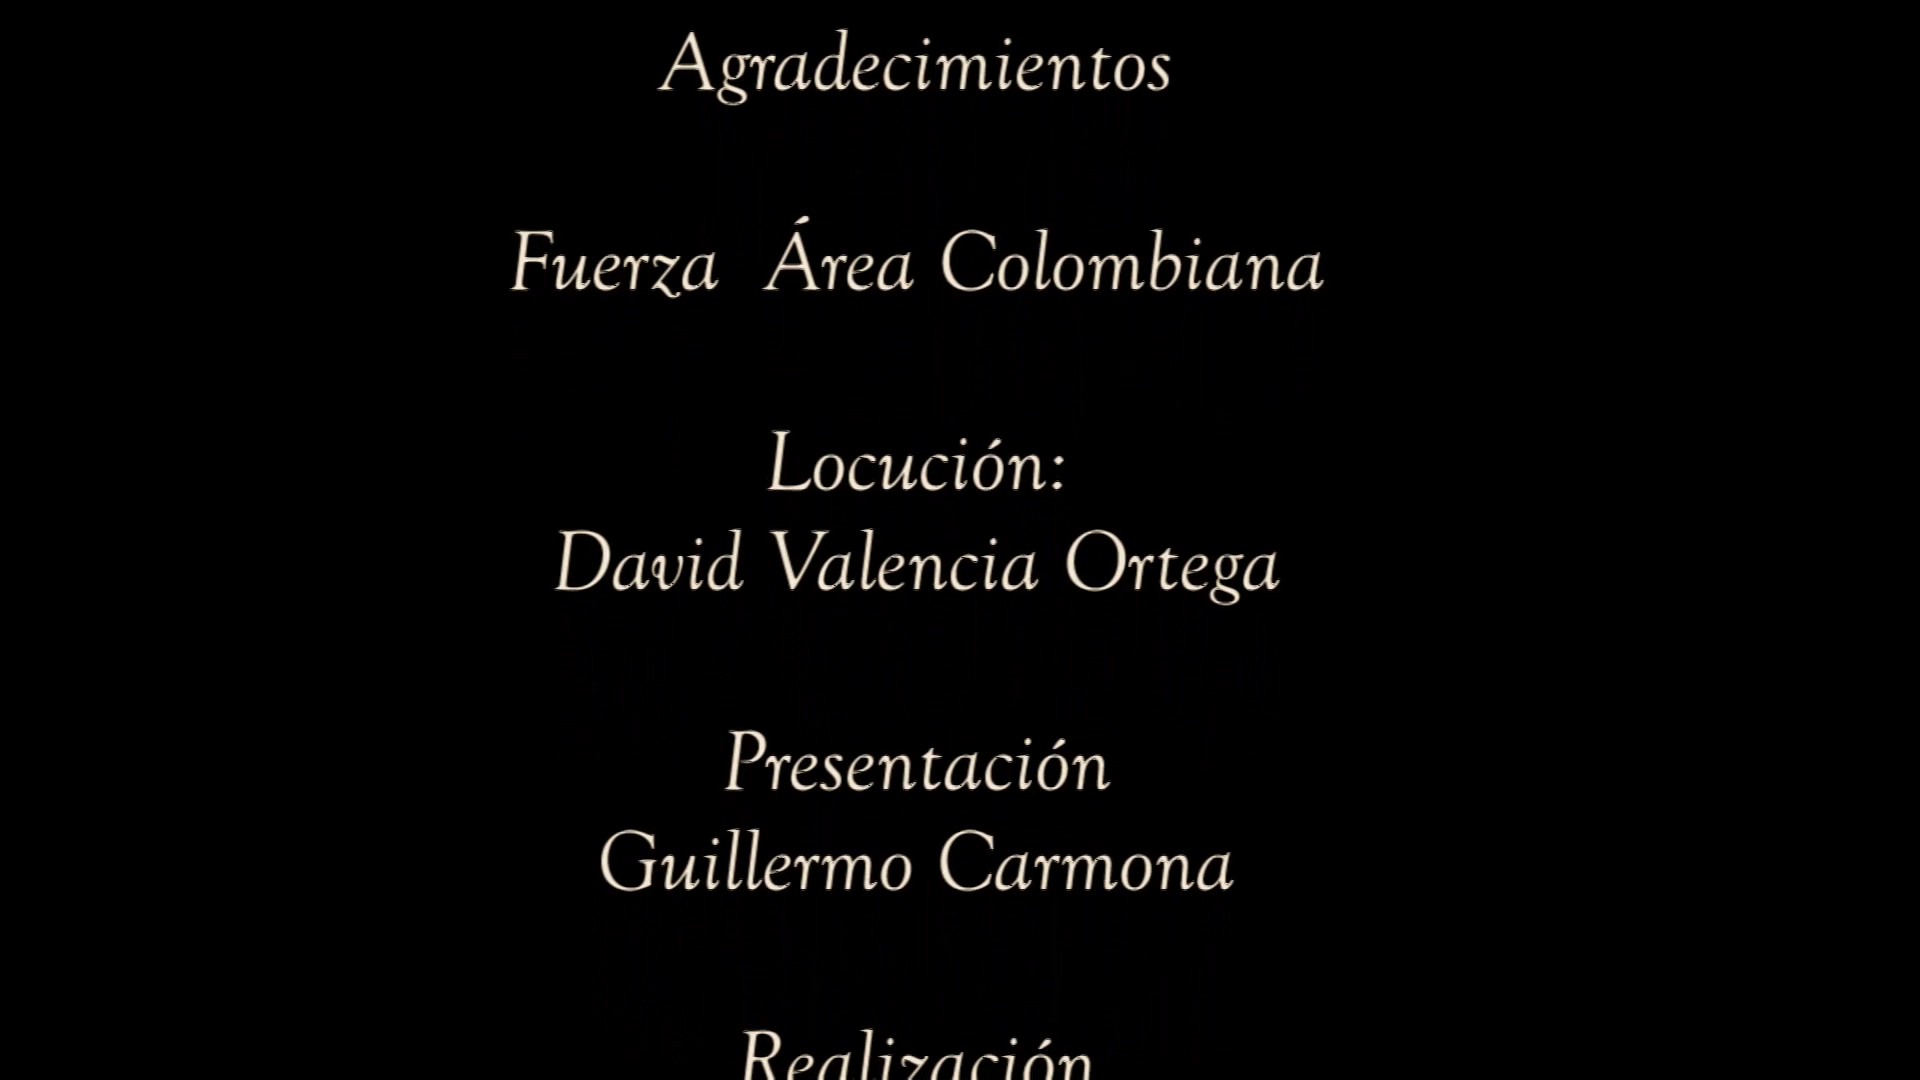 Agradecimientos
Fuerza Área Colombiana
Locución:
David Valencia Ortega
Presentación
Guillermo Carmona
Realización